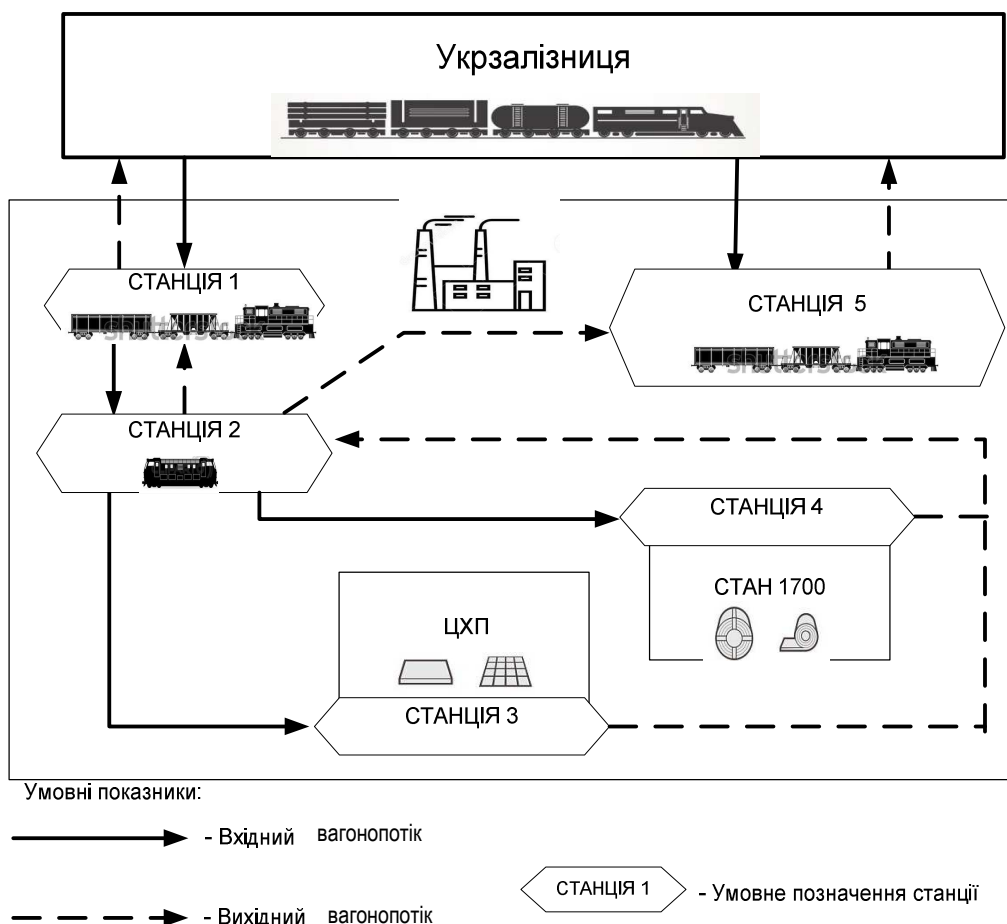 Укрзалізниця
СТАНЦІЯ 1
СТАНЦІЯ 5
СТАНЦІЯ 2
СТАНЦІЯ 4
СТАН 1700
ЦХП
СТАНЦІЯ 3
Умовні показники:
- Вхідний вагонопотік
СТАНЦІЯ 1 - Умовне позначення станції
- Вихідний вагонопотік